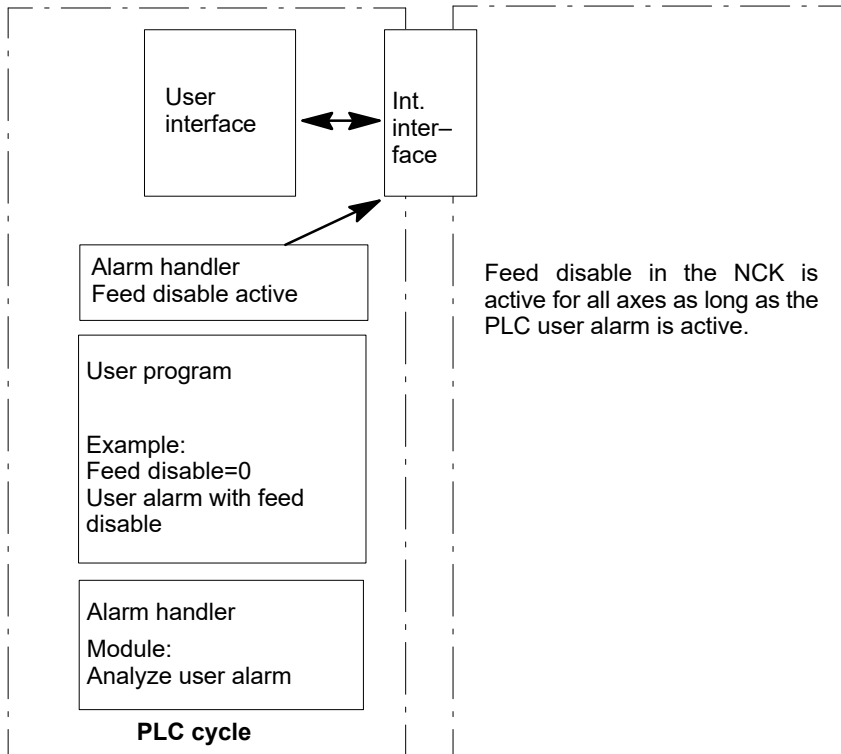 User
interface
Int.
inter–
face
Alarm handler
Feed disable active
Feed disable in the NCK is
active for all axes as long as the
PLC user alarm is active.
User program
Example:
Feed disable=0
User alarm with feed
disable
Alarm handler
Module:
Analyze user alarm
PLC cycle